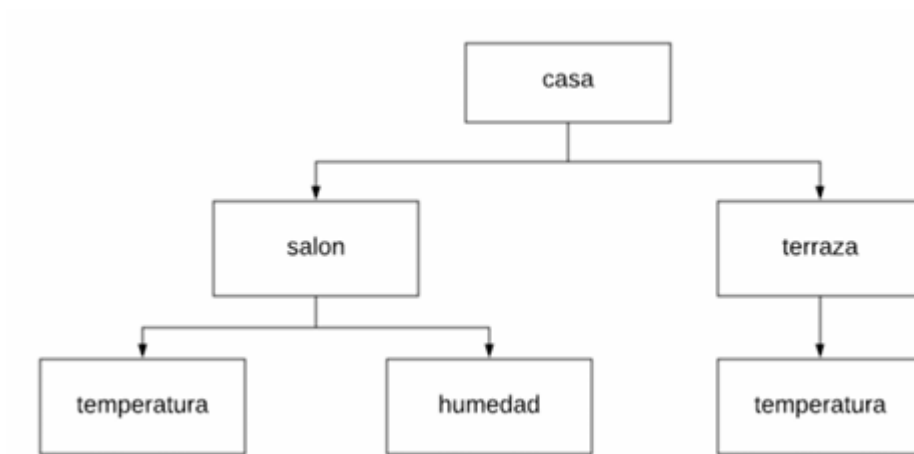 casa
salon
terraza
temperatura
humedad
temperatura